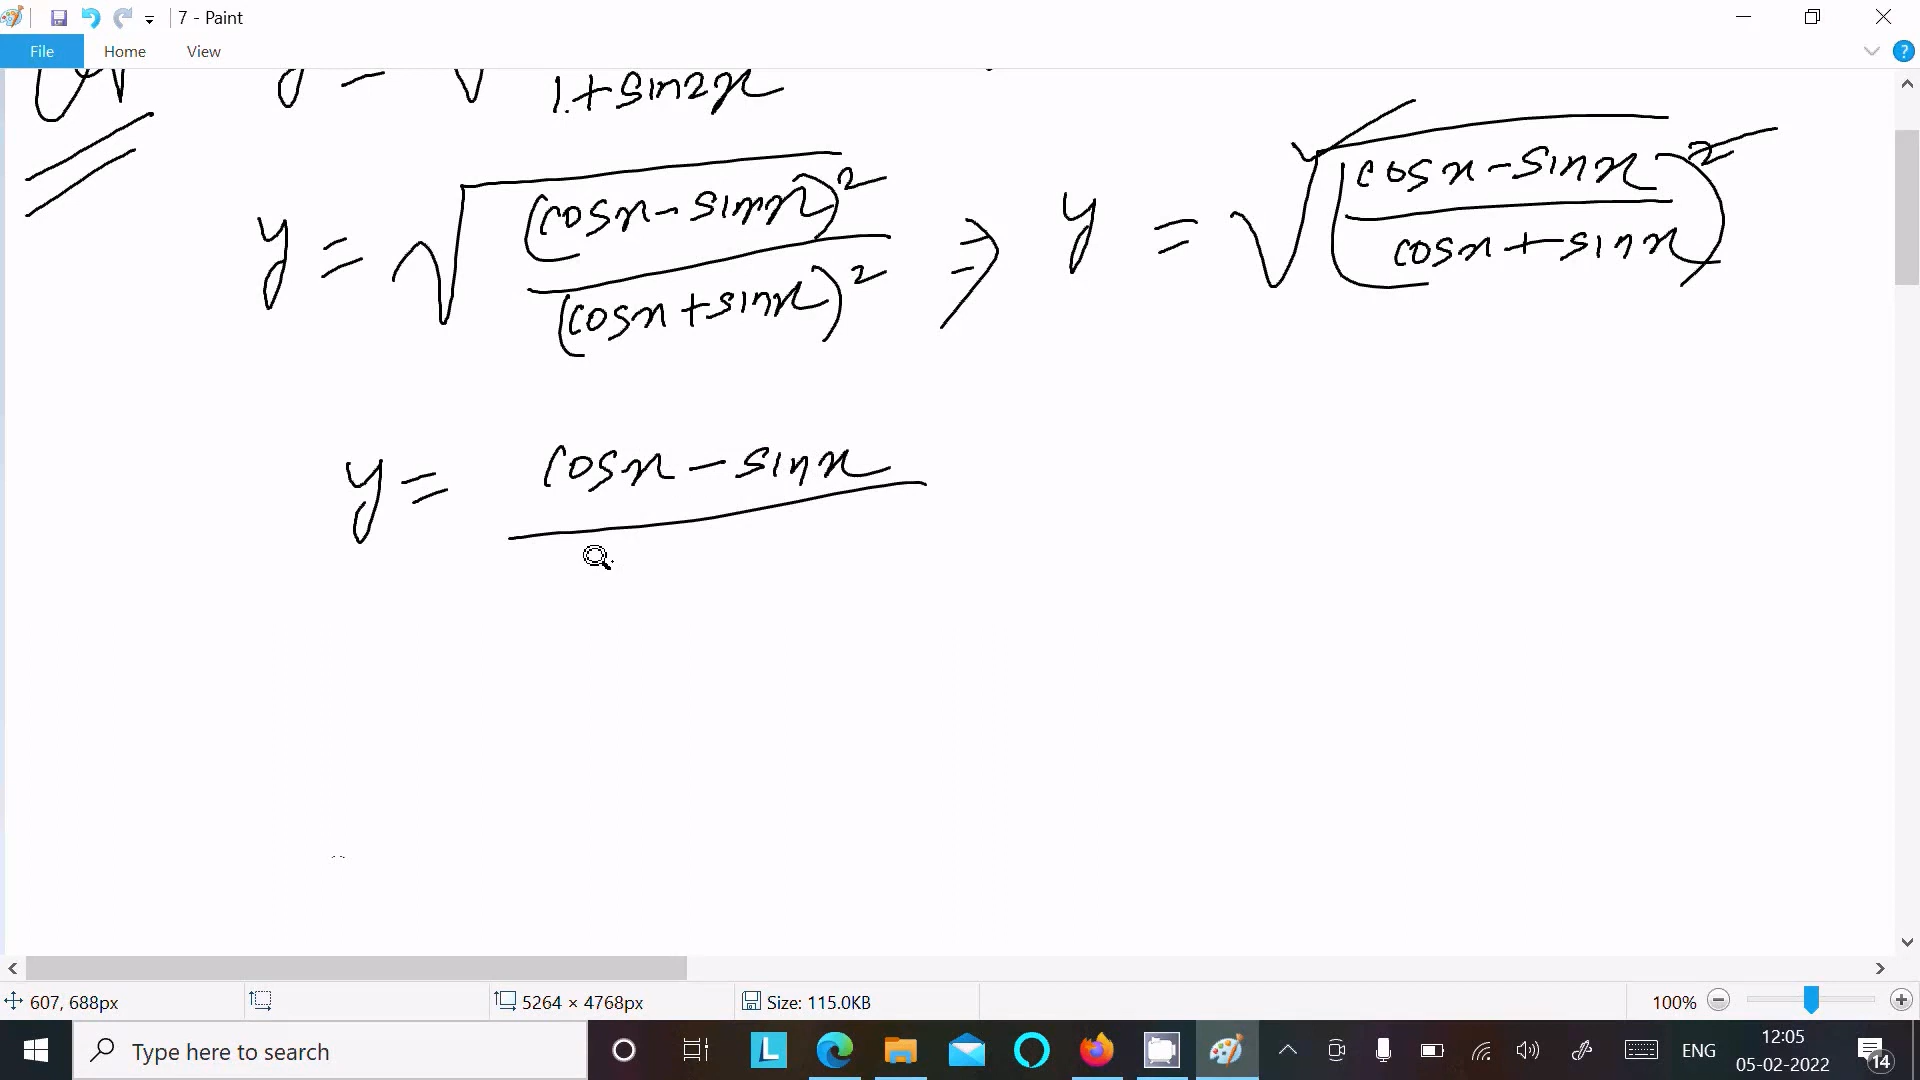 7 - Paint
File Home View
y = √
1+sin2x
y = √((cosx-sinx)² / (cosx+sinx)²) ⇒ y = √((cosx-sinx / cosx+sinx)²)
y = cosx-sinx
607, 688px 5264 × 4768px Size: 115.0KB 100%
Type here to search
L
ENG
12:05
05-02-2022
14